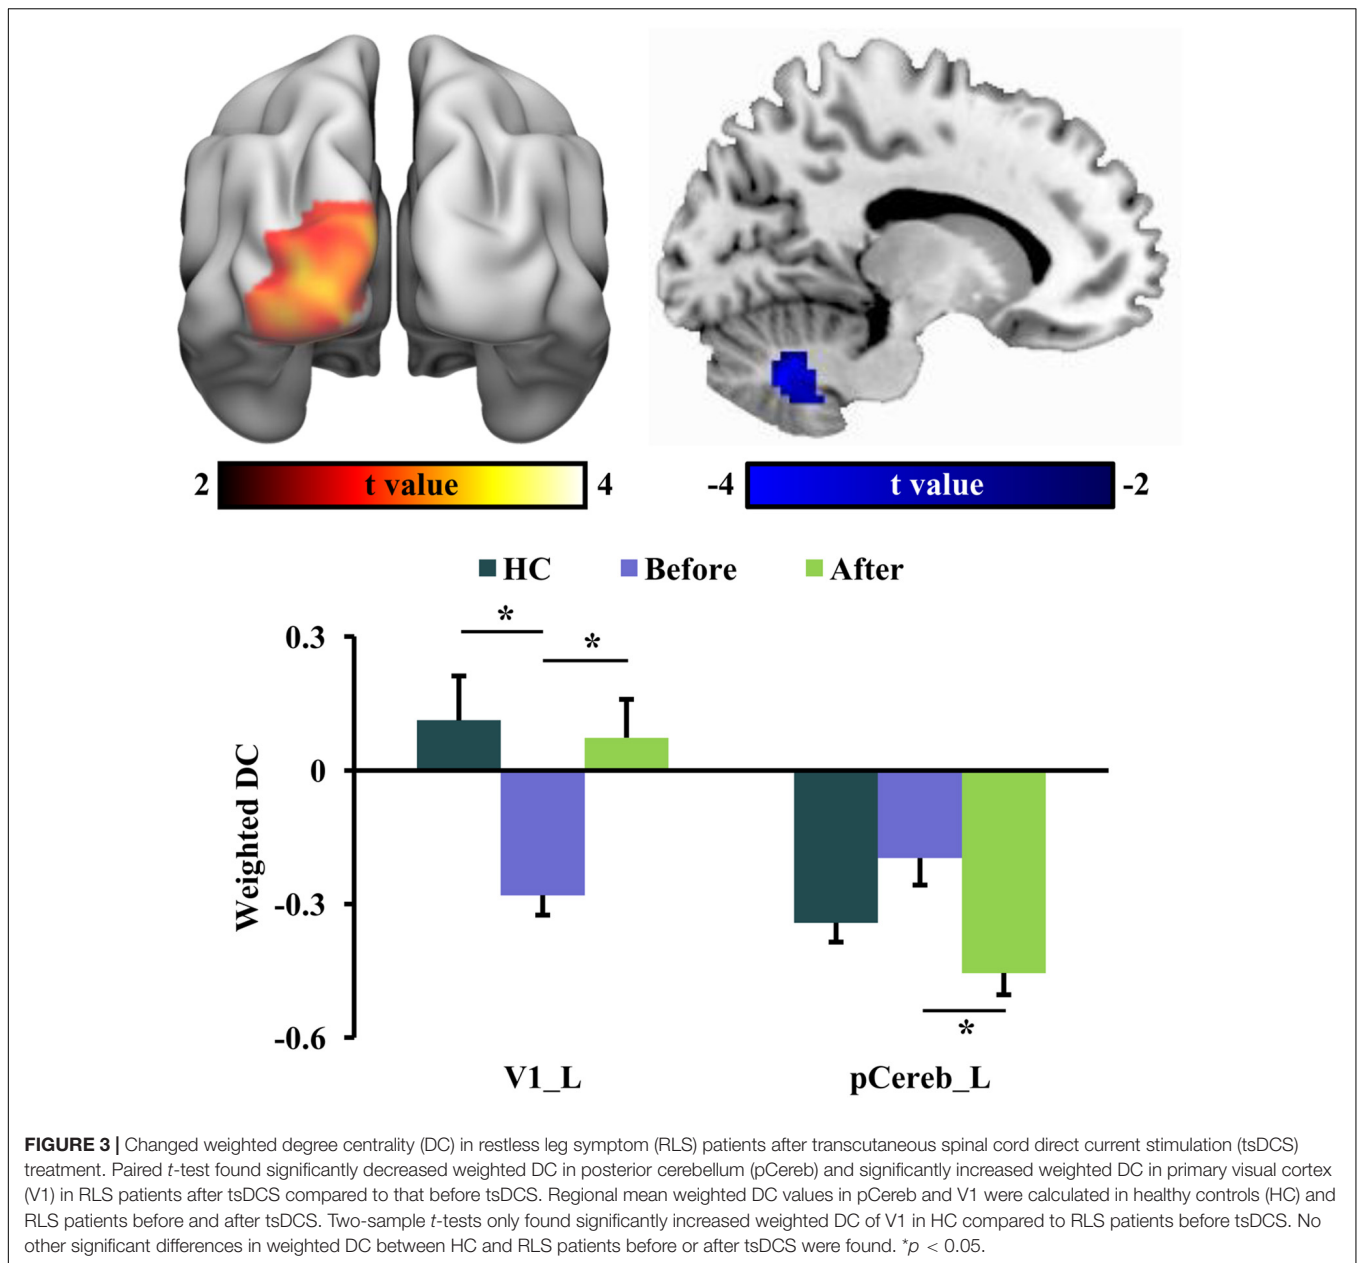 2 t value 4
-4 t value -2
HC Before After
* *
0.3
0
-0.3
-0.6
Weighted DC
*
V1_L pCereb_L
FIGURE 3 | Changed weighted degree centrality (DC) in restless leg symptom (RLS) patients after transcutaneous spinal cord direct current stimulation (tsDCS)
treatment. Paired t-test found significantly decreased weighted DC in posterior cerebellum (pCereb) and significantly increased weighted DC in primary visual cortex
(V1) in RLS patients after tsDCS compared to that before tsDCS. Regional mean weighted DC values in pCereb and V1 were calculated in healthy controls (HC) and
RLS patients before and after tsDCS. Two-sample t-tests only found significantly increased weighted DC of V1 in HC compared to RLS patients before tsDCS. No
other significant differences in weighted DC between HC and RLS patients before or after tsDCS were found. *p < 0.05.